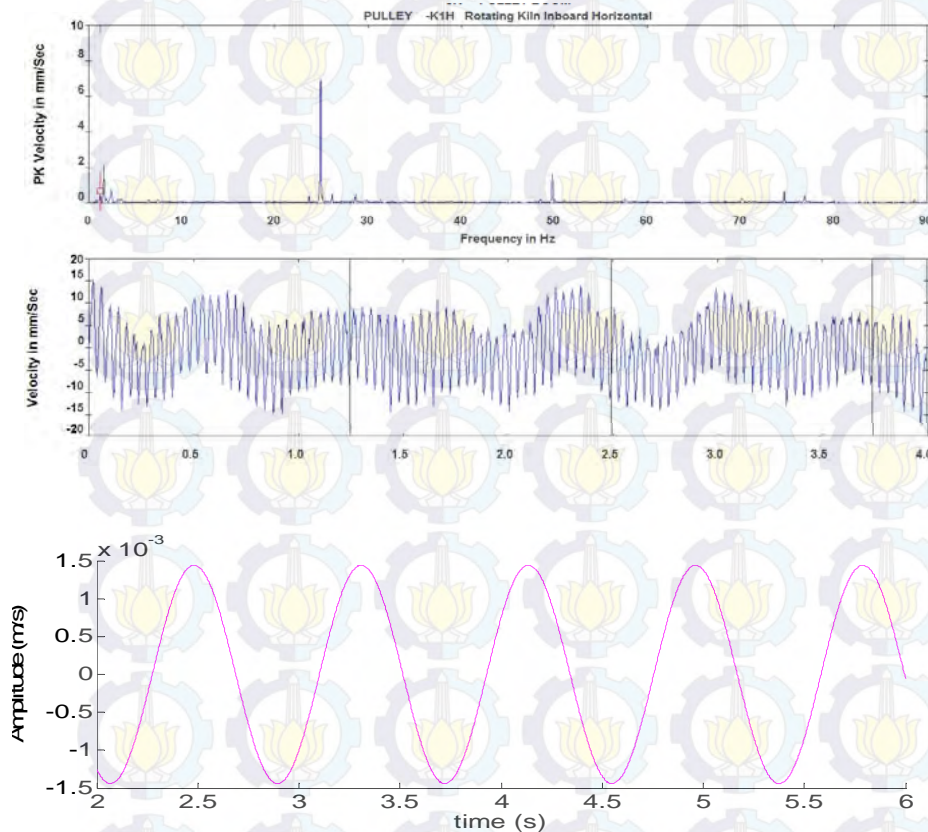 PULLEY -K1H Rotating Kiln Inboard Horizontal
PK Velocity in mm/Sec
10
8
6
4
2
0
0 10 20 30 40 50 60 70 80 90
Frequency in Hz
Velocity in mm/Sec
20
15
10
5
0
-5
-10
-15
-20
0 0.5 1.0 1.5 2.0 2.5 3.0 3.5 4.0
x 10⁻³
Amplitude (m/s)
1.5
1
0.5
0
-0.5
-1
-1.5
2 2.5 3 3.5 4 4.5 5 5.5 6
time (s)